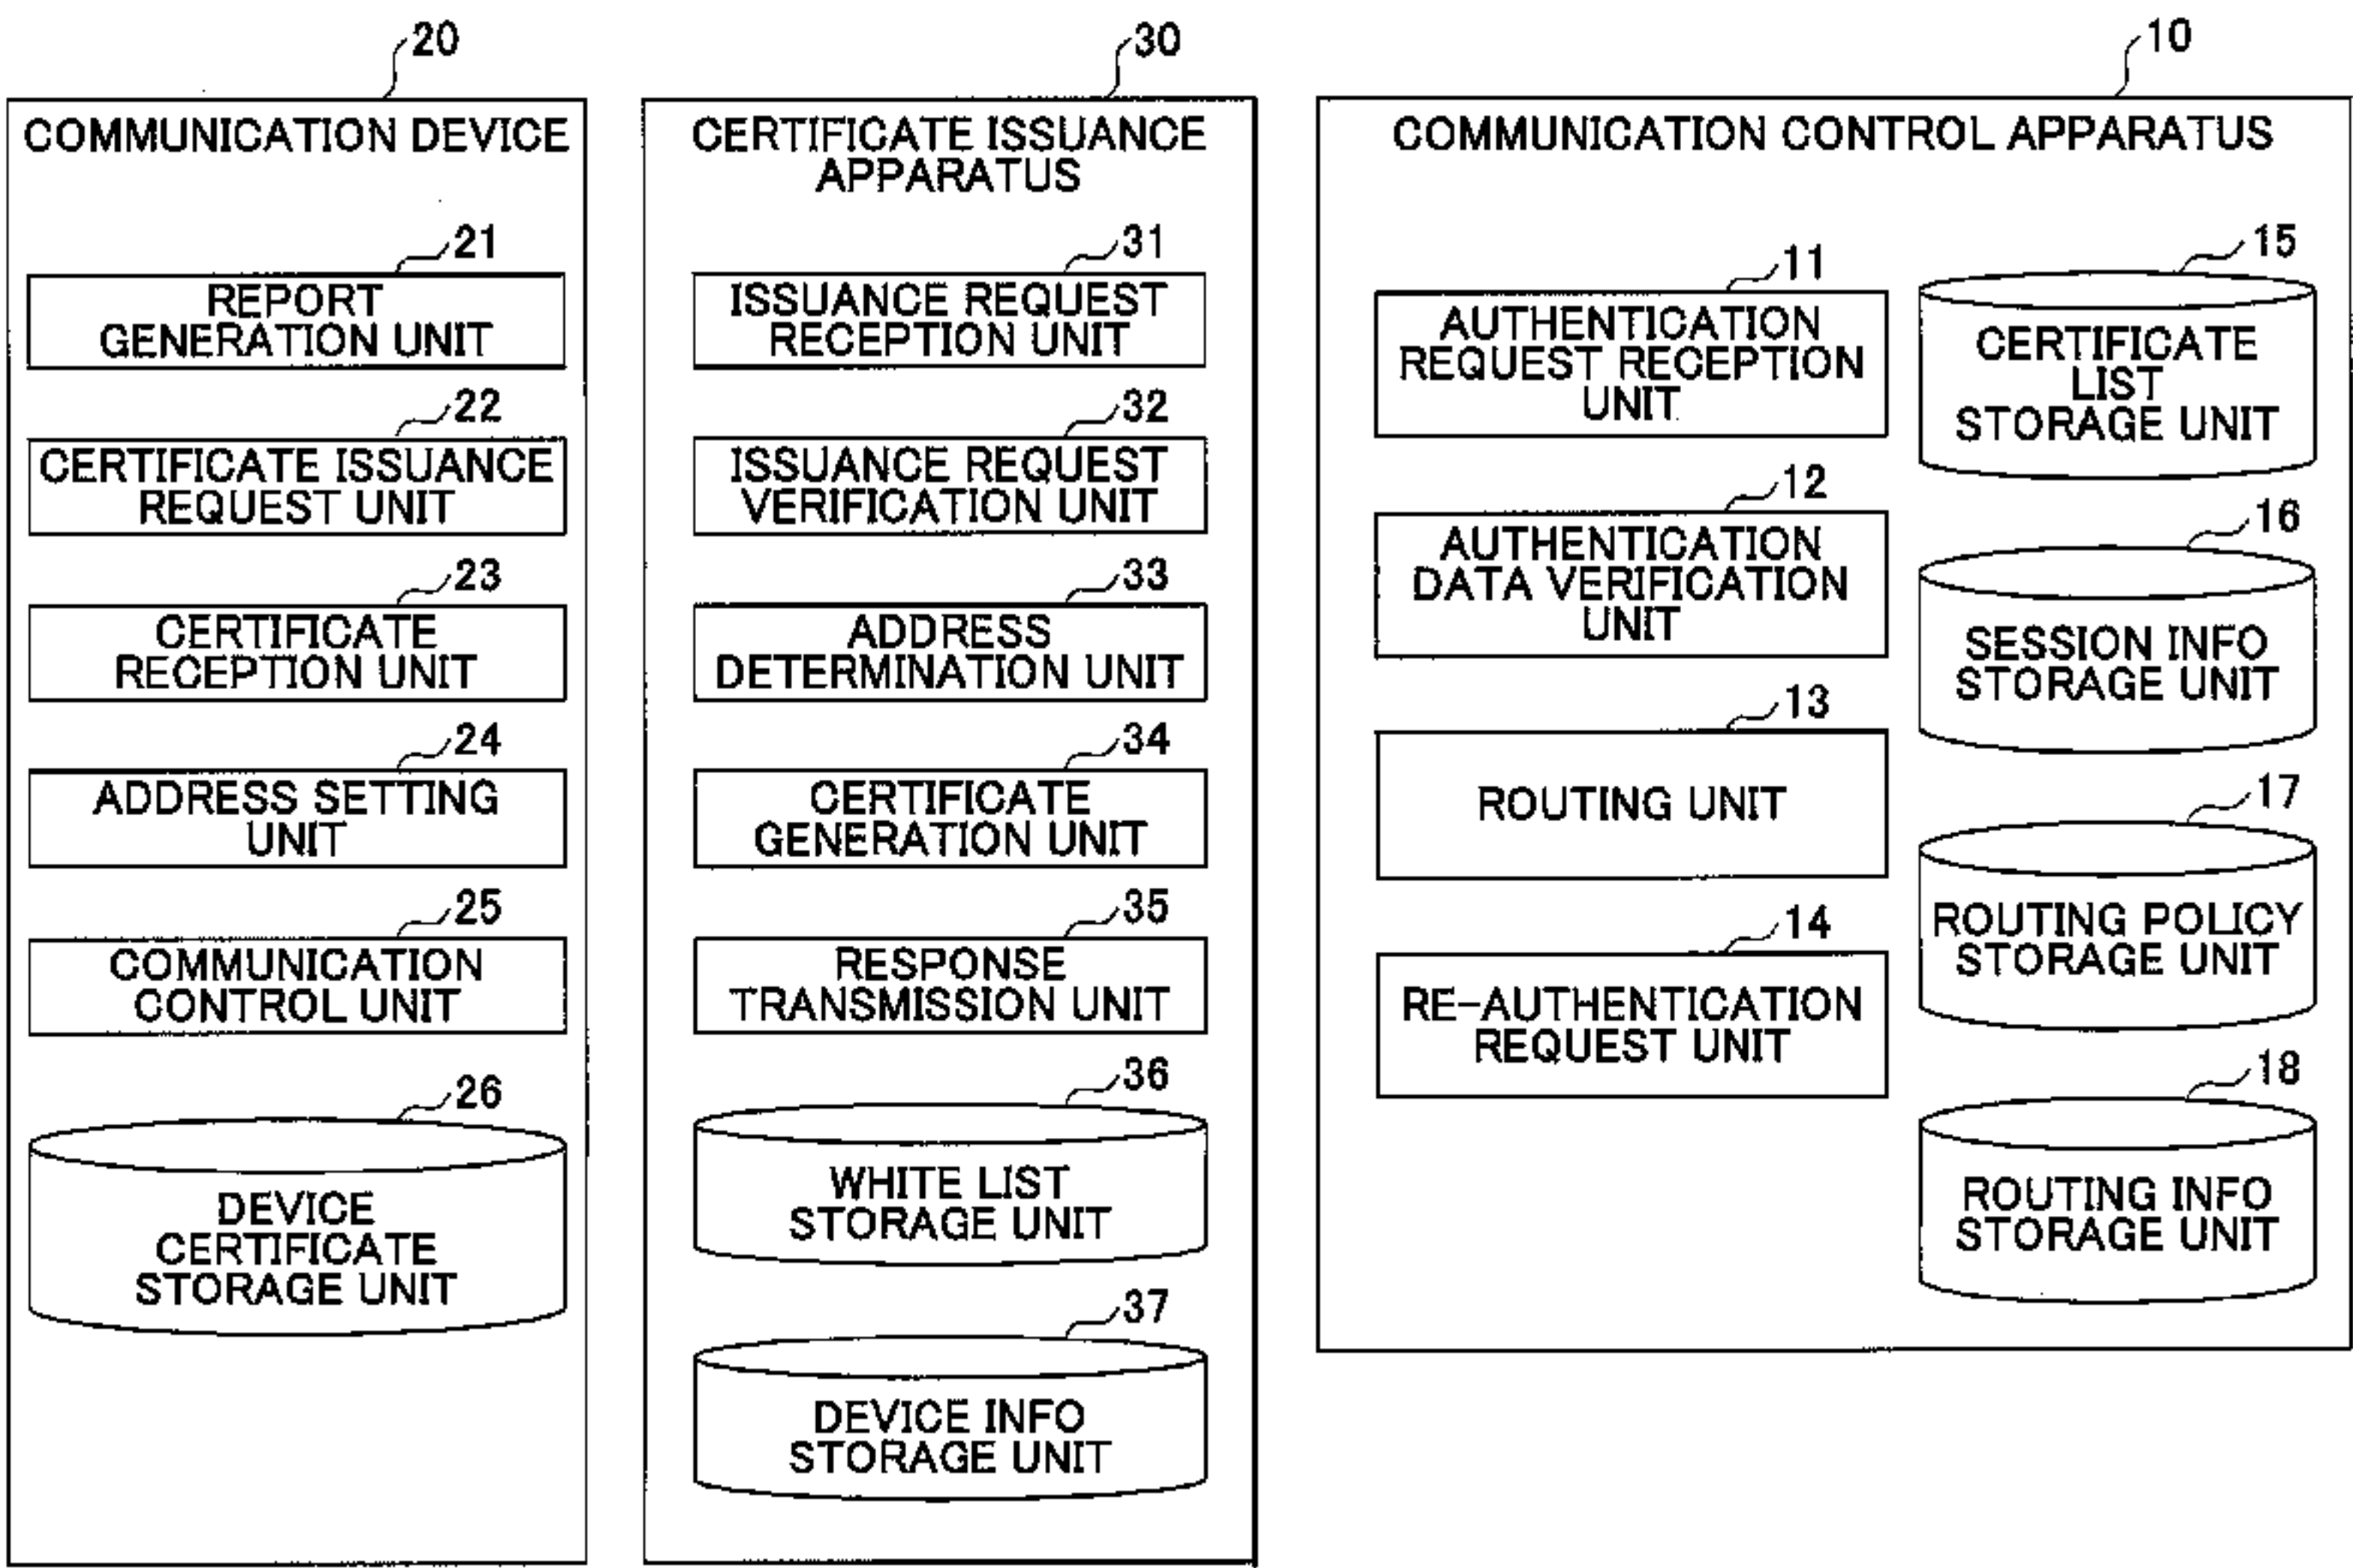 20
COMMUNICATION DEVICE
21
REPORT
GENERATION UNIT
22
CERTIFICATE ISSUANCE
REQUEST UNIT
23
CERTIFICATE
RECEPTION UNIT
24
ADDRESS SETTING
UNIT
25
COMMUNICATION
CONTROL UNIT
26
DEVICE
CERTIFICATE
STORAGE UNIT
30
CERTIFICATE ISSUANCE
APPARATUS
31
ISSUANCE REQUEST
RECEPTION UNIT
32
ISSUANCE REQUEST
VERIFICATION UNIT
33
ADDRESS
DETERMINATION UNIT
34
CERTIFICATE
GENERATION UNIT
35
RESPONSE
TRANSMISSION UNIT
36
WHITE LIST
STORAGE UNIT
37
DEVICE INFO
STORAGE UNIT
10
COMMUNICATION CONTROL APPARATUS
11
AUTHENTICATION
REQUEST RECEPTION
UNIT
12
AUTHENTICATION
DATA VERIFICATION
UNIT
13
ROUTING UNIT
14
RE-AUTHENTICATION
REQUEST UNIT
15
CERTIFICATE
LIST
STORAGE UNIT
16
SESSION INFO
STORAGE UNIT
17
ROUTING POLICY
STORAGE UNIT
18
ROUTING INFO
STORAGE UNIT